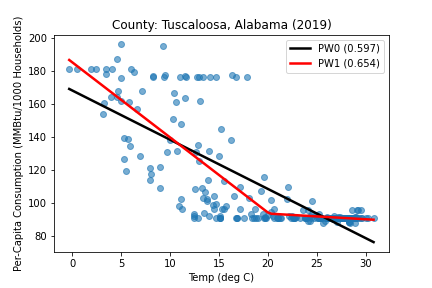 County: Tuscaloosa, Alabama (2019)
Per-Capita Consumption (MMBtu/1000 Households)
200
180
160
140
120
100
80
PW0 (0.597)
PW1 (0.654)
0 5 10 15 20 25 30
Temp (deg C)